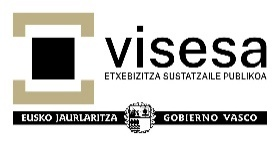 visesa
ETXEBIZITZA SUSTATZAILE PUBLIKOA
EUSKO JAURLARITZA GOBIERNO VASCO